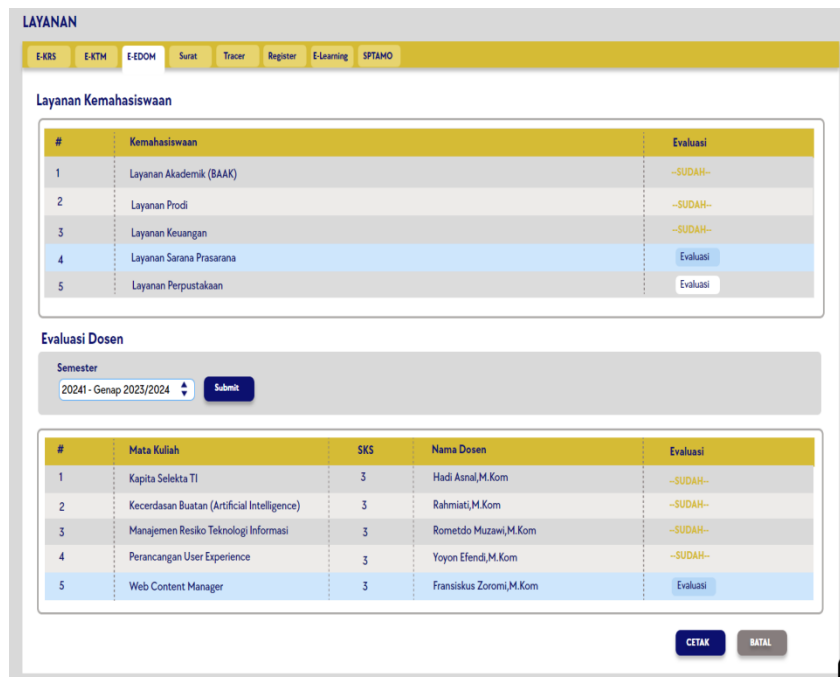 LAYANAN
E-KRS E-KTM E-EDOM Surat Tracer Register E-Learning SPTAMO
Layanan Kemahasiswaan
# Kemahasiswaan Evaluasi
1 Layanan Akademik (BAAK) --SUDAH--
2 Layanan Prodi --SUDAH--
3 Layanan Keuangan --SUDAH--
4 Layanan Sarana Prasarana Evaluasi
5 Layanan Perpustakaan Evaluasi
Evaluasi Dosen
Semester
20241 - Genap 2023/2024 Submit
# Mata Kuliah SKS Nama Dosen Evaluasi
1 Kapita Selekta TI 3 Hadi Asnal,M.Kom --SUDAH--
2 Kecerdasan Buatan (Artificial Intelligence) 3 Rahmiati,M.Kom --SUDAH--
3 Manajemen Resiko Teknologi Informasi 3 Rometdo Muzawi,M.Kom --SUDAH--
4 Perancangan User Experience 3 Yoyon Efendi,M.Kom --SUDAH--
5 Web Content Manager 3 Fransiskus Zoromi,M.Kom Evaluasi
CETAK BATAL